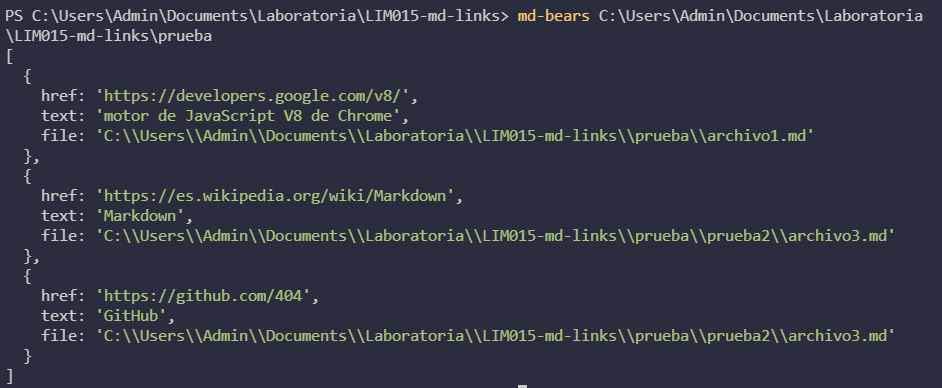 PS C:\Users\Admin\Documents\Laboratoria\LIM015-md-links> md-bears C:\Users\Admin\Documents\Laboratoria
\LIM015-md-links\prueba
[
  {
    href: 'https://developers.google.com/v8/',
    text: 'motor de JavaScript V8 de Chrome',
    file: 'C:\\Users\\Admin\\Documents\\Laboratoria\\LIM015-md-links\\prueba\\archivo1.md'
  },
  {
    href: 'https://es.wikipedia.org/wiki/Markdown',
    text: 'Markdown',
    file: 'C:\\Users\\Admin\\Documents\\Laboratoria\\LIM015-md-links\\prueba\\prueba2\\archivo3.md'
  },
  {
    href: 'https://github.com/404',
    text: 'GitHub',
    file: 'C:\\Users\\Admin\\Documents\\Laboratoria\\LIM015-md-links\\prueba\\prueba2\\archivo3.md'
  }
]